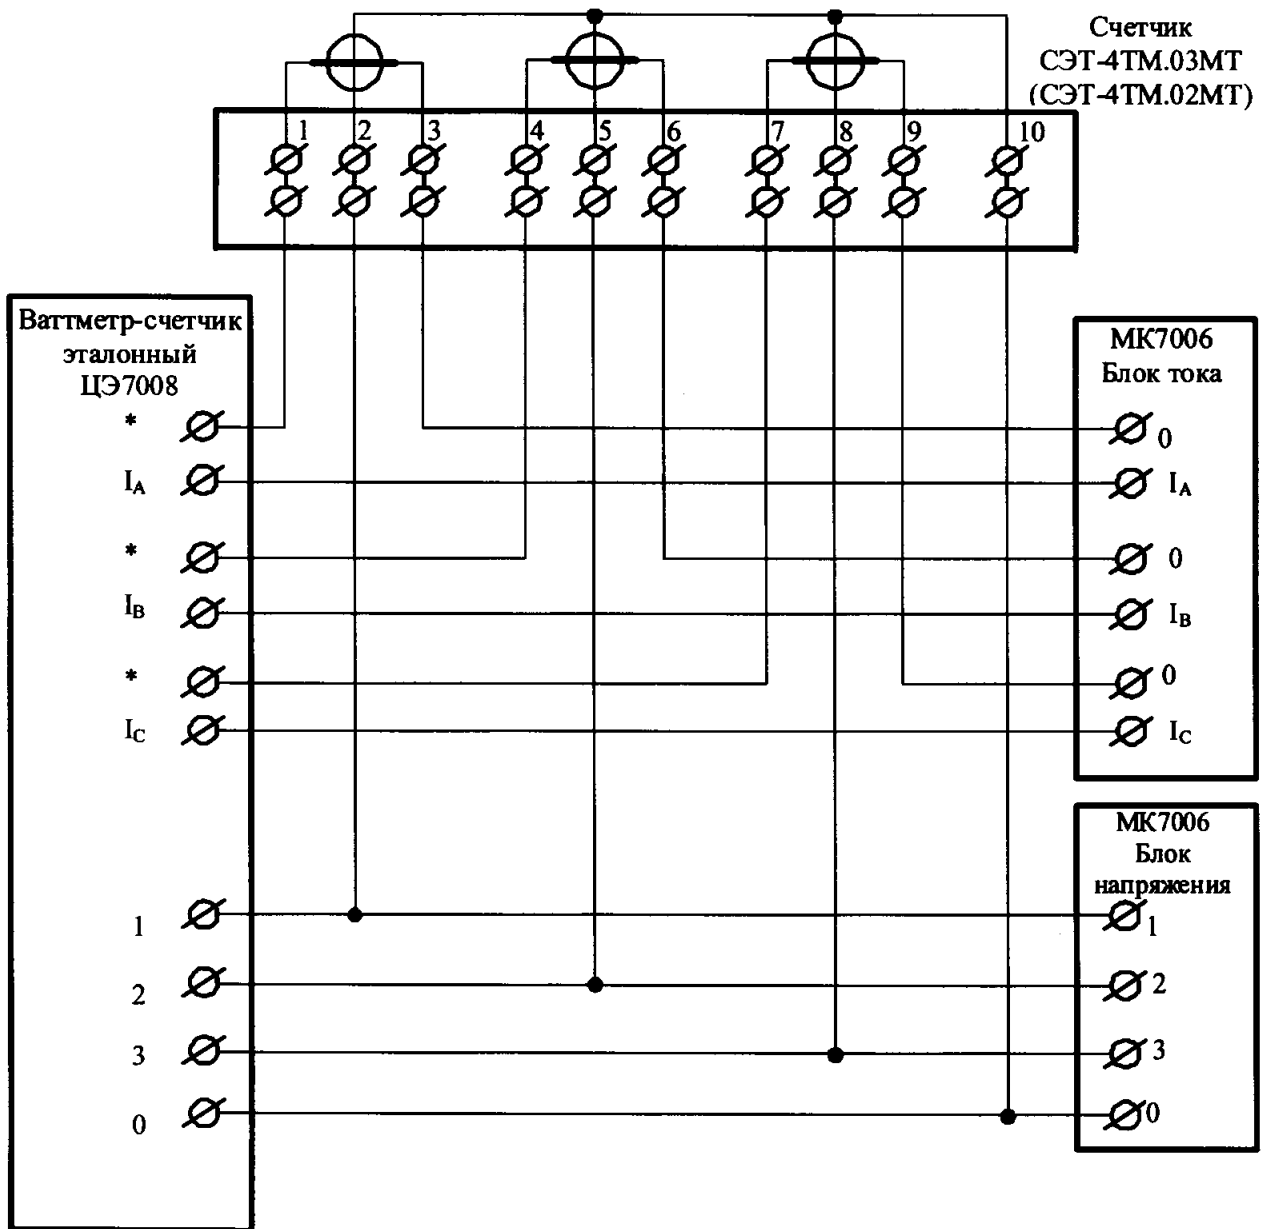 Счетчик
СЭТ-4ТМ.03МТ
(СЭТ-4ТМ.02МТ)
1 2 3 4 5 6 7 8 9 10
Ваттметр-счетчик
эталонный
ЦЭ7008
*
IA
*
IB
*
IC
1
2
3
0
МК7006
Блок тока
0
IA
0
IB
0
IC
МК7006
Блок
напряжения
1
2
3
0